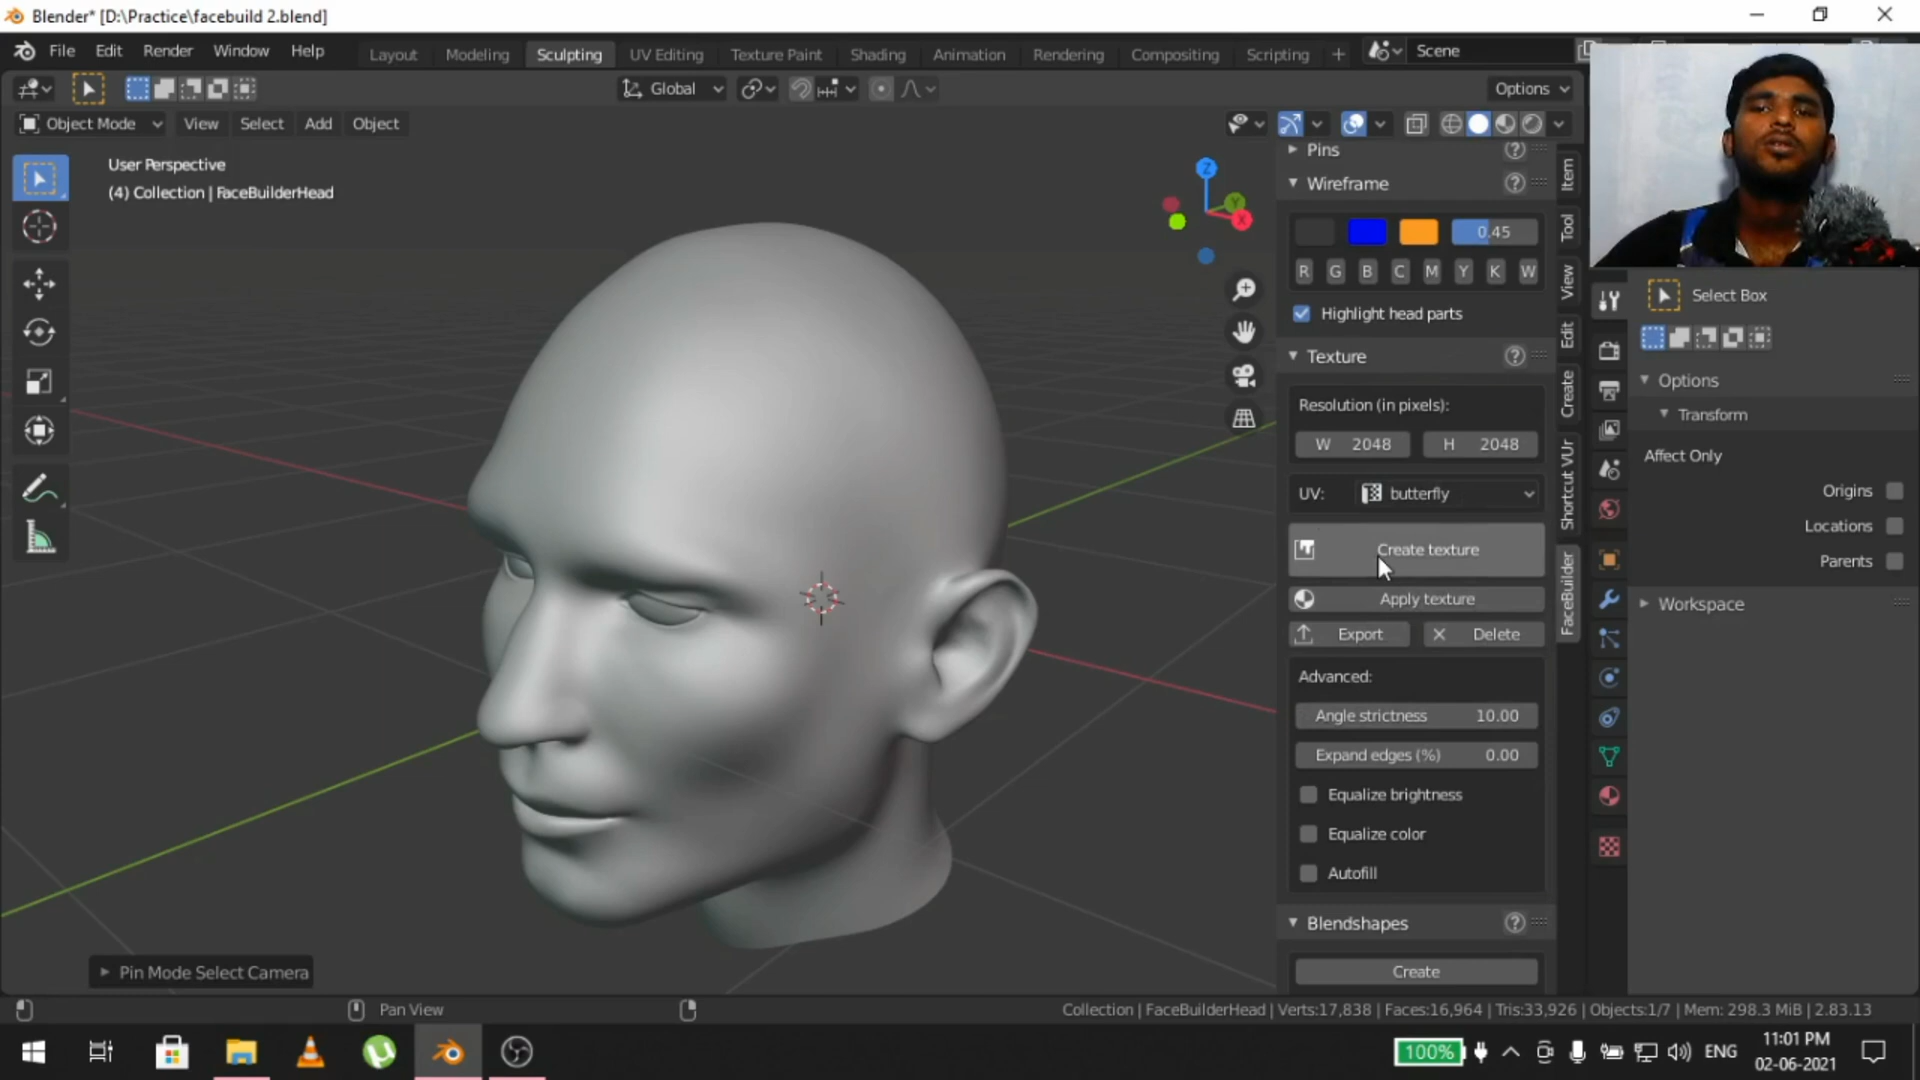 Blender* [D:\Practice\facebuild 2.blend]
File Edit Render Window Help
Layout Modeling Sculpting UV Editing Texture Paint Shading Animation Rendering Compositing Scripting + Scene
Global Options
Object Mode View Select Add Object
User Perspective
(4) Collection | FaceBuilderHead
Z
Y
X
Pins
Wireframe
0.45
R G B C M Y K W
Highlight head parts
Texture
Resolution (in pixels):
W 2048 H 2048
UV: butterfly
Create texture
Apply texture
Export Delete
Advanced:
Angle strictness 10.00
Expand edges (%) 0.00
Equalize brightness
Equalize color
Autofill
Blendshapes
Create
Item
Tool
View
Edit
Create
Shortcut VUr
FaceBuilder
Select Box
Options
Transform
Affect Only
Origins
Locations
Parents
Workspace
Pin Mode Select Camera
Pan View
Collection | FaceBuilderHead | Verts:17,838 | Faces:16,964 | Tris:33,926 | Objects:1/7 | Mem: 298.3 MiB | 2.83.13
100% ENG
11:01 PM
02-06-2021